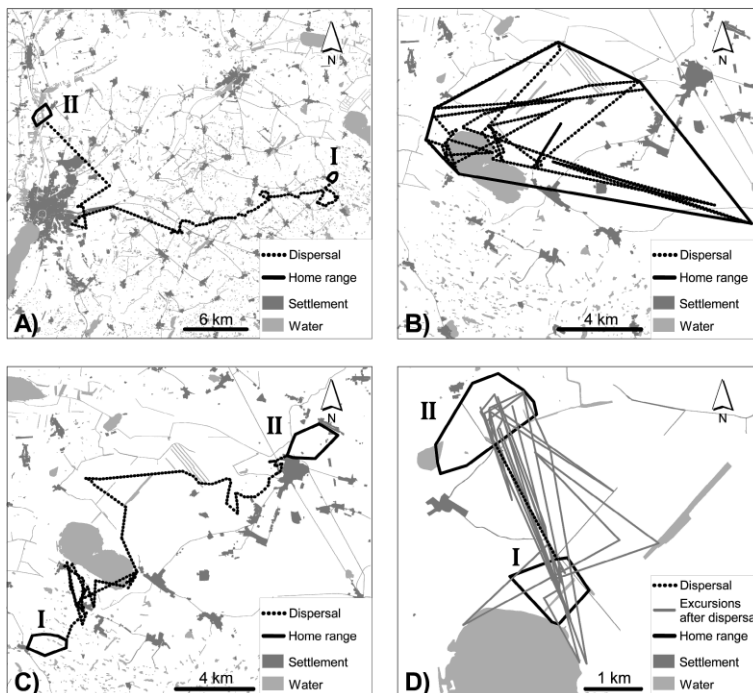 N
II
I
Dispersal
Home range
Settlement
Water
A)
6 km
N
Dispersal
Home range
Settlement
Water
B)
4 km
N
II
I
Dispersal
Home range
Settlement
Water
C)
4 km
N
II
I
Dispersal
Excursions
after dispersal
Home range
Settlement
Water
D)
1 km